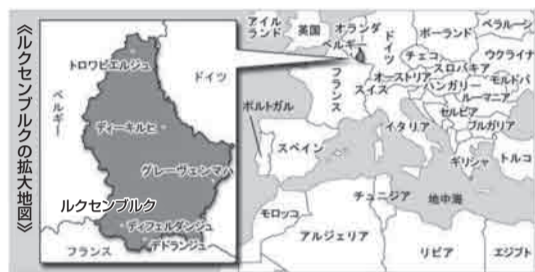 《ルクセンブルクの拡大地図》
トロワビエルジュ
ドイツ
ベルギー
ディーキルヒ
グレーヴェンマハ
ルクセンブルク
ディフェルダンジュ
デドランジュ
フランス
アイル
ランド
英国
オランダ
ベルギー
ドイツ
ポーランド
ベラルーシ
チェコ
ウクライナ
スロバキア
オーストリア
モルドバ
ハンガリー
フランス
スイス
ルーマニア
セルビア
ブルガリア
ポルトガル
スペイン
イタリア
ギリシャ
トルコ
チュニジア
地中海
モロッコ
アルジェリア
リビア
エジプト